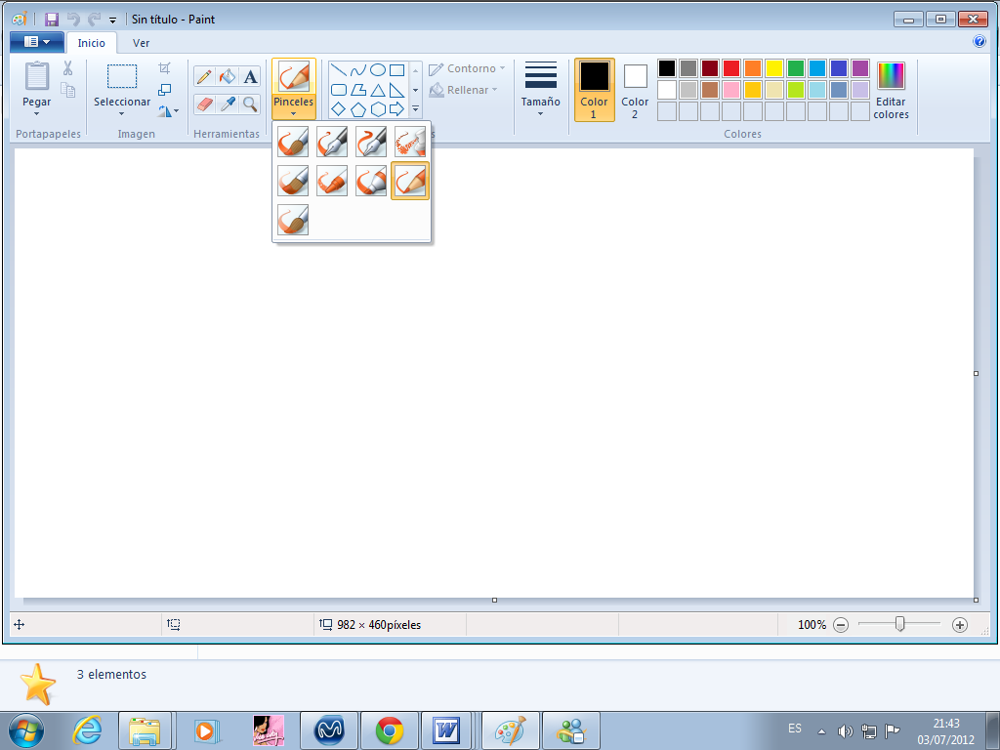 Sin título - Paint
Inicio Ver
Pegar Seleccionar A Pinceles Contorno Rellenar Tamaño Color 1 Color 2 Editar colores
Portapapeles Imagen Herramientas Colores
982 × 460píxeles 100%
3 elementos
ES 21:43
03/07/2012